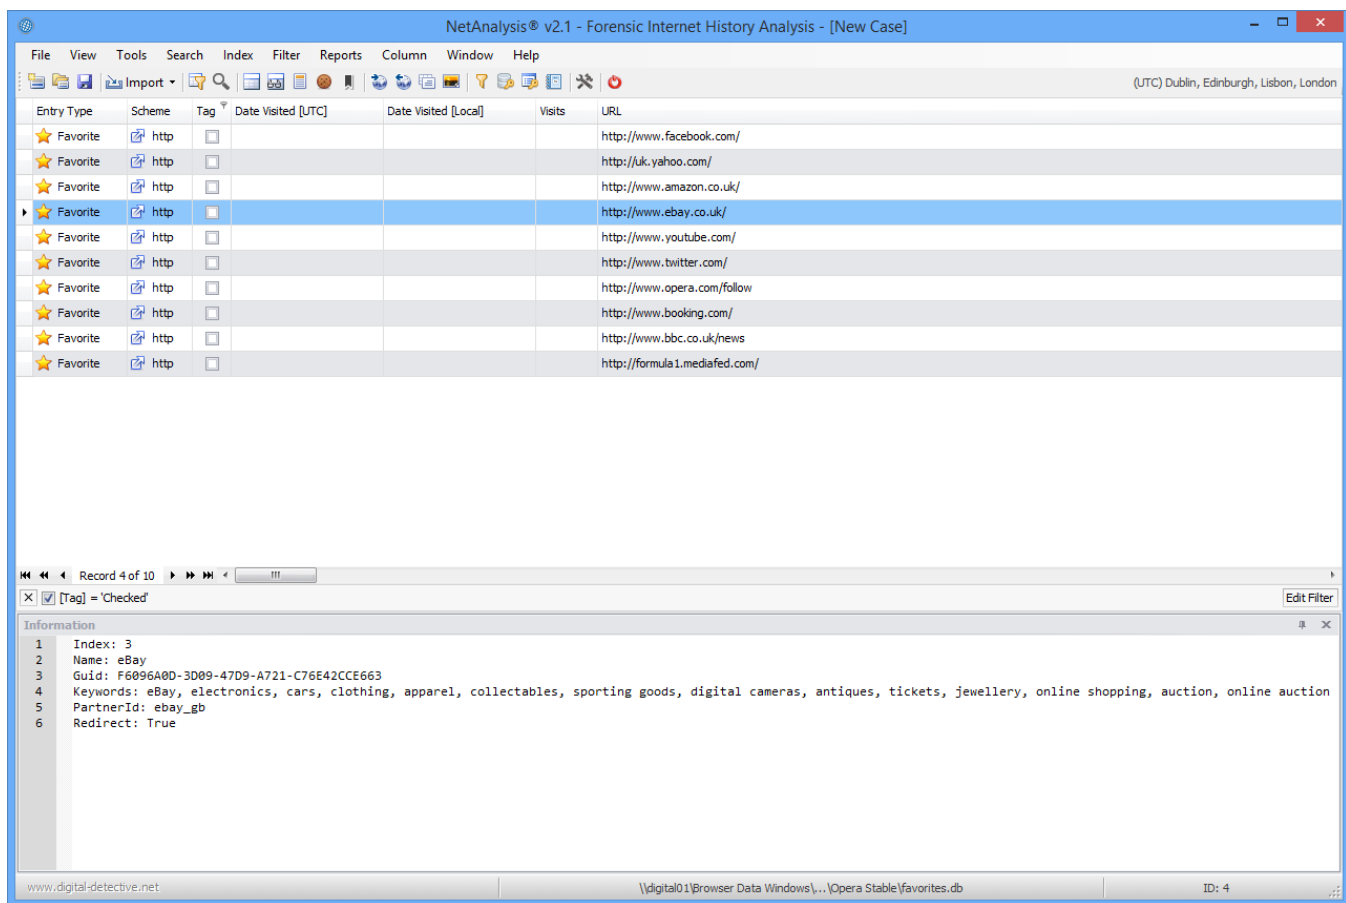 NetAnalysis® v2.1 - Forensic Internet History Analysis - [New Case]
File View Tools Search Index Filter Reports Column Window Help
Import (UTC) Dublin, Edinburgh, Lisbon, London
Entry Type Scheme Tag Date Visited [UTC] Date Visited [Local] Visits URL
Favorite http http://www.facebook.com/
Favorite http http://uk.yahoo.com/
Favorite http http://www.amazon.co.uk/
Favorite http http://www.ebay.co.uk/
Favorite http http://www.youtube.com/
Favorite http http://www.twitter.com/
Favorite http http://www.opera.com/follow
Favorite http http://www.booking.com/
Favorite http http://www.bbc.co.uk/news
Favorite http http://formula1.mediafed.com/
Record 4 of 10
[Tag] = 'Checked' Edit Filter
Information
1 Index: 3
2 Name: eBay
3 Guid: F6096A0D-3D09-47D9-A721-C76E42CCE663
4 Keywords: eBay, electronics, cars, clothing, apparel, collectables, sporting goods, digital cameras, antiques, tickets, jewellery, online shopping, auction, online auction
5 PartnerId: ebay_gb
6 Redirect: True
www.digital-detective.net \\digital01\Browser Data Windows\,...\Opera Stable\favorites.db ID: 4